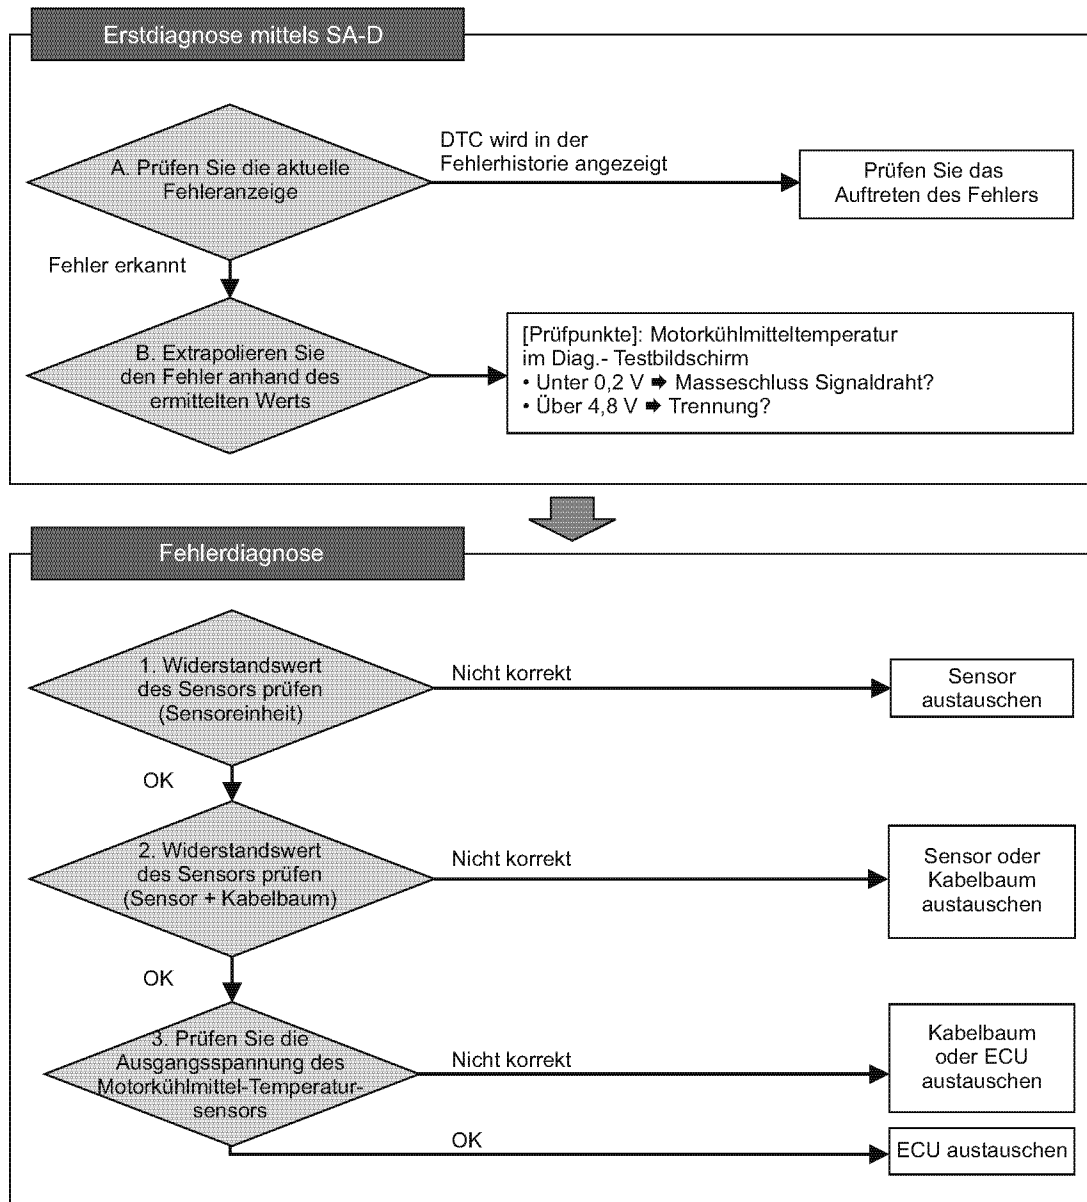 Erstdiagnose mittels SA-D
A. Prüfen Sie die aktuelle
Fehleranzeige
DTC wird in der
Fehlerhistorie angezeigt
Prüfen Sie das
Auftreten des Fehlers
Fehler erkannt
B. Extrapolieren Sie
den Fehler anhand des
ermittelten Werts
[Prüfpunkte]: Motorkühlmitteltemperatur
im Diag.- Testbildschirm
• Unter 0,2 V ➡ Masseschluss Signaldraht?
• Über 4,8 V ➡ Trennung?
Fehlerdiagnose
1. Widerstandswert
des Sensors prüfen
(Sensoreinheit)
Nicht korrekt
Sensor
austauschen
OK
2. Widerstandswert
des Sensors prüfen
(Sensor + Kabelbaum)
Nicht korrekt
Sensor oder
Kabelbaum
austauschen
OK
3. Prüfen Sie die
Ausgangsspannung des
Motorkühlmittel-Temperatur-
sensors
Nicht korrekt
Kabelbaum
oder ECU
austauschen
OK
ECU austauschen